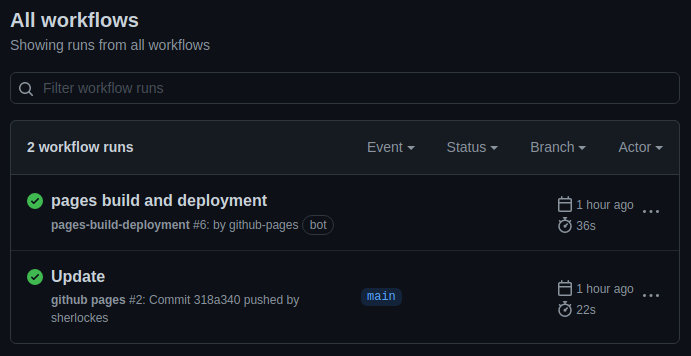 All workflows
Showing runs from all workflows
Filter workflow runs
2 workflow runs Event Status Branch Actor
pages build and deployment
1 hour ago
pages-build-deployment #6: by github-pages bot
36s
Update
github pages #2: Commit 318a340 pushed by
sherlockes
main
1 hour ago
22s